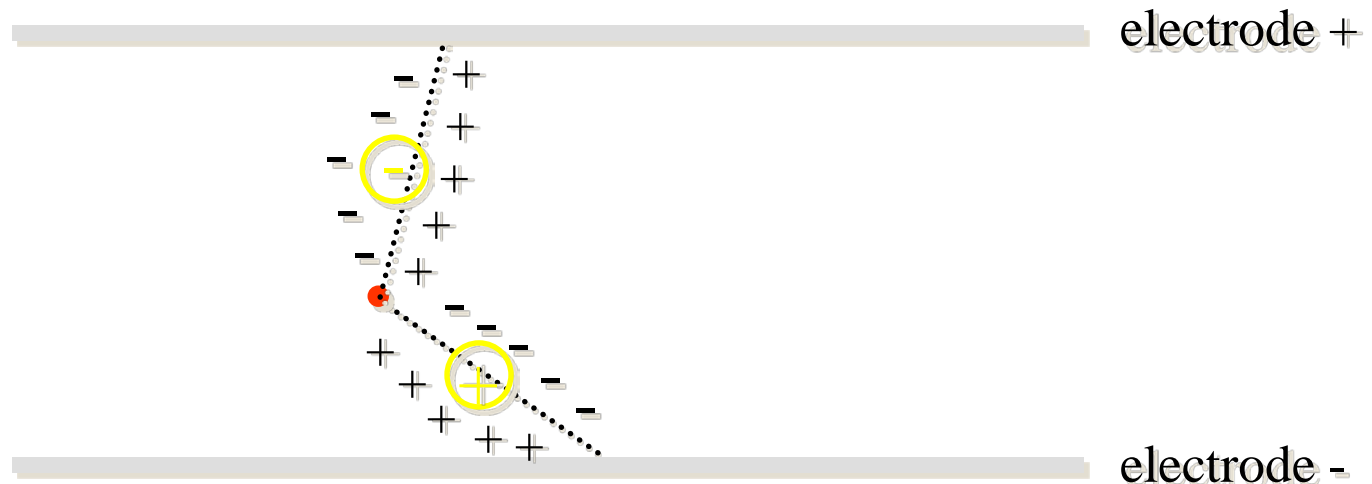 electrode +
- +
- +
- - +
- +
- +
-
-
+ -
+ + -
+ -
+
+
electrode -